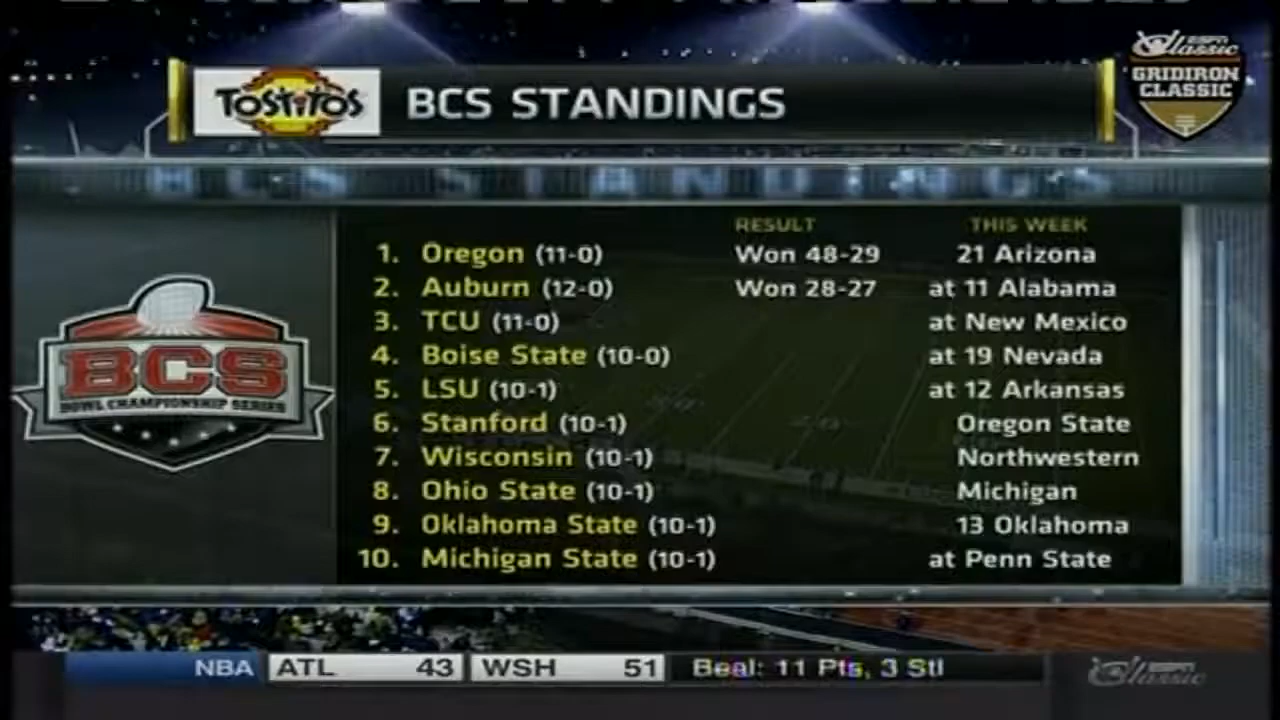 ESPN Classic
GRIDIRON
CLASSIC
TOSTITOS BCS STANDINGS
BCS STANDINGS
RESULT THIS WEEK
1. Oregon (11-0) Won 48-29 21 Arizona
2. Auburn (12-0) Won 28-27 at 11 Alabama
3. TCU (11-0) at New Mexico
4. Boise State (10-0) at 19 Nevada
5. LSU (10-1) at 12 Arkansas
6. Stanford (10-1) Oregon State
7. Wisconsin (10-1) Northwestern
8. Ohio State (10-1) Michigan
9. Oklahoma State (10-1) 13 Oklahoma
10. Michigan State (10-1) at Penn State
BCS
BOWL CHAMPIONSHIP SERIES
NBA ATL 43 WSH 51 Beal: 11 Pts, 3 Stl
ESPN Classic